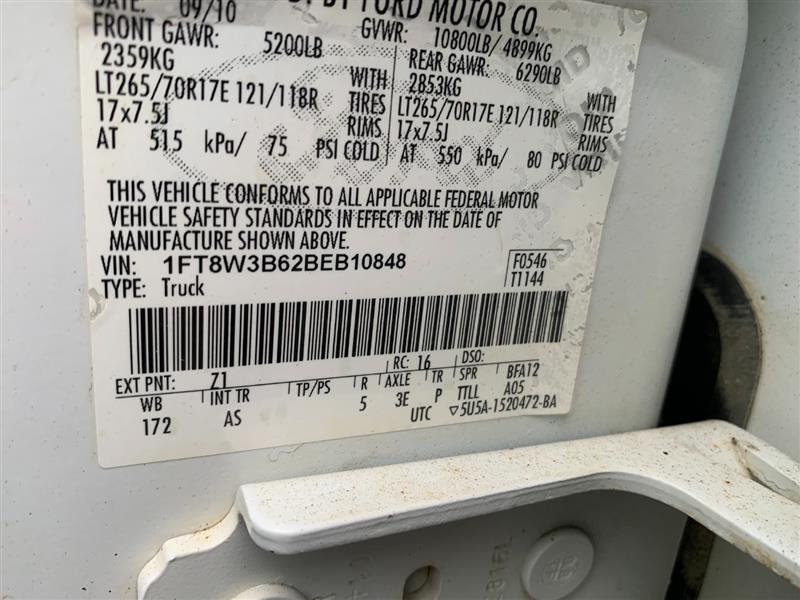 DATE: 09/10 BY FORD MOTOR CO.
FRONT GAWR: 5200LB GVWR: 10800LB/ 4899KG
2359KG REAR GAWR: 6290LB
WITH 2853KG WITH
LT265/70R17E 121/118R TIRES LT265/70R17E 121/118R TIRES
17x7.5J RIMS 17x7.5J RIMS
AT 515 kPa/ 75 PSI COLD AT 550 kPa/ 80 PSI COLD
THIS VEHICLE CONFORMS TO ALL APPLICABLE FEDERAL MOTOR
VEHICLE SAFETY STANDARDS IN EFFECT ON THE DATE OF
MANUFACTURE SHOWN ABOVE.
VIN: 1FT8W3B62BEB10848 F0546
TYPE: Truck T1144
RC: 16 DSO:
EXT PNT: Z1
WB INT TR TP/PS R AXLE TR SPR BFA12
172 AS 5 3E P TTLL A05
UTC ▽5U5A-1520472-BA